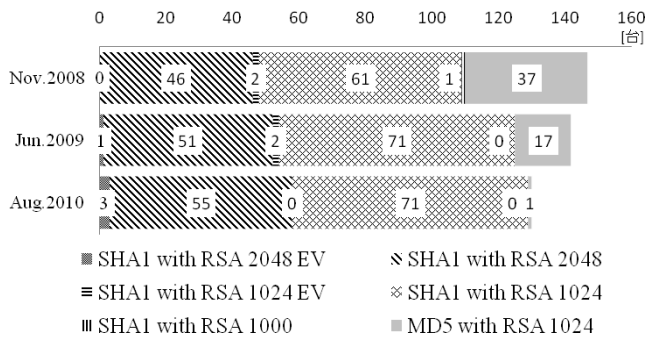 0 20 40 60 80 100 120 140 160
[台]
Nov.2008 0 46 2 61 1 37
Jun.2009 1 51 2 71 0 17
Aug.2010 3 55 0 71 0 1
SHA1 with RSA 2048 EV SHA1 with RSA 2048
SHA1 with RSA 1024 EV SHA1 with RSA 1024
SHA1 with RSA 1000 MD5 with RSA 1024